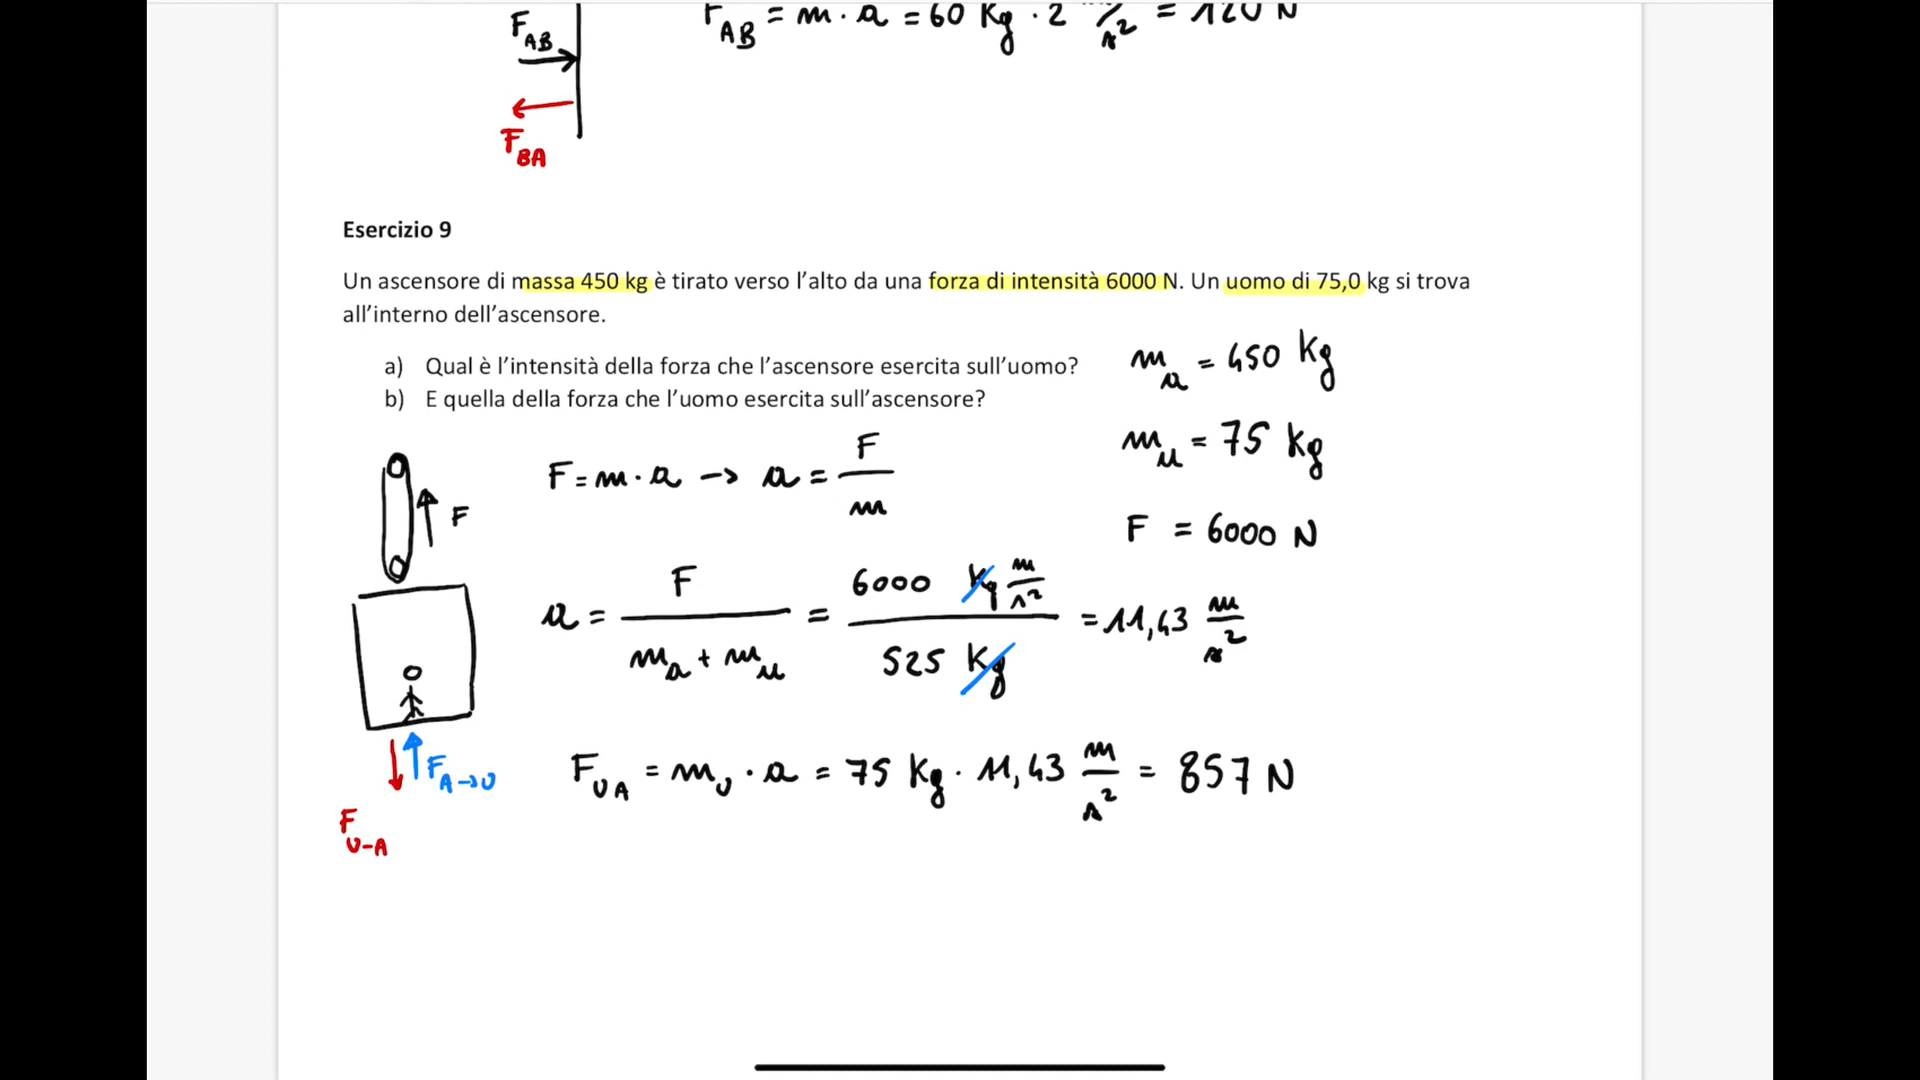 F_AB
F_AB = m · a = 60 Kg · 2 m/s² = 120 N
F_BA
Esercizio 9
Un ascensore di massa 450 kg è tirato verso l’alto da una forza di intensità 6000 N. Un uomo di 75,0 kg si trova
all’interno dell’ascensore.
a) Qual è l’intensità della forza che l’ascensore esercita sull’uomo?
b) E quella della forza che l’uomo esercita sull’ascensore?
m_a = 450 Kg
m_u = 75 Kg
F = 6000 N
F
F = m · a -> a = F/m
a = F/(m_a + m_u) = 6000 Kg m/s² / 525 Kg = 11,43 m/s²
F_A→U
F_U-A
F_UA = m_U · a = 75 Kg · 11,43 m/s² = 857 N